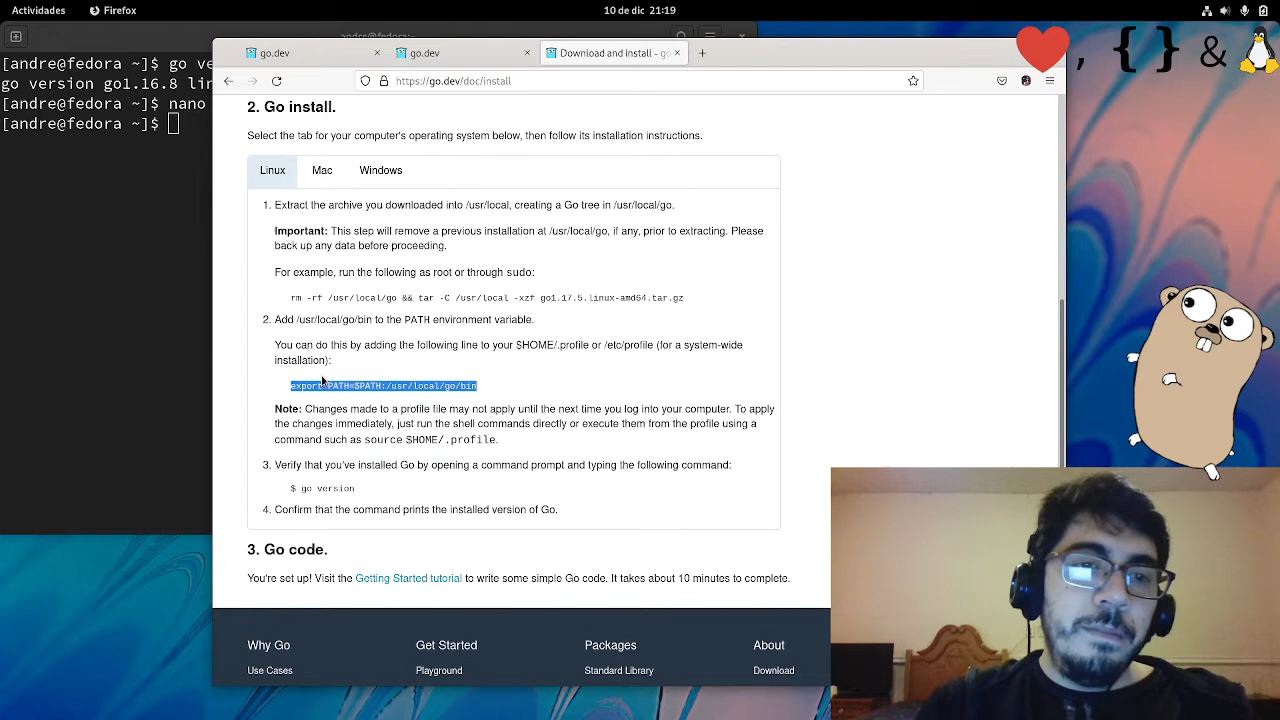 Actividades
Firefox
10 de dic 21:19
andre@fedora:~
[andre@fedora ~]$ go ve
go version go1.16.8 lin
[andre@fedora ~]$ nano
[andre@fedora ~]$
go.dev
go.dev
Download and install - go
https://go.dev/doc/install
, { } &
2. Go install.
Select the tab for your computer's operating system below, then follow its installation instructions.
Linux Mac Windows
1. Extract the archive you downloaded into /usr/local, creating a Go tree in /usr/local/go.
Important: This step will remove a previous installation at /usr/local/go, if any, prior to extracting. Please
back up any data before proceeding.
For example, run the following as root or through sudo:
rm -rf /usr/local/go && tar -C /usr/local -xzf go1.17.5.linux-amd64.tar.gz
2. Add /usr/local/go/bin to the PATH environment variable.
You can do this by adding the following line to your $HOME/.profile or /etc/profile (for a system-wide
installation):
export PATH=$PATH:/usr/local/go/bin
Note: Changes made to a profile file may not apply until the next time you log into your computer. To apply
the changes immediately, just run the shell commands directly or execute them from the profile using a
command such as source $HOME/.profile.
3. Verify that you've installed Go by opening a command prompt and typing the following command:
$ go version
4. Confirm that the command prints the installed version of Go.
3. Go code.
You're set up! Visit the Getting Started tutorial to write some simple Go code. It takes about 10 minutes to complete.
Why Go Get Started Packages About
Use Cases Playground Standard Library Download